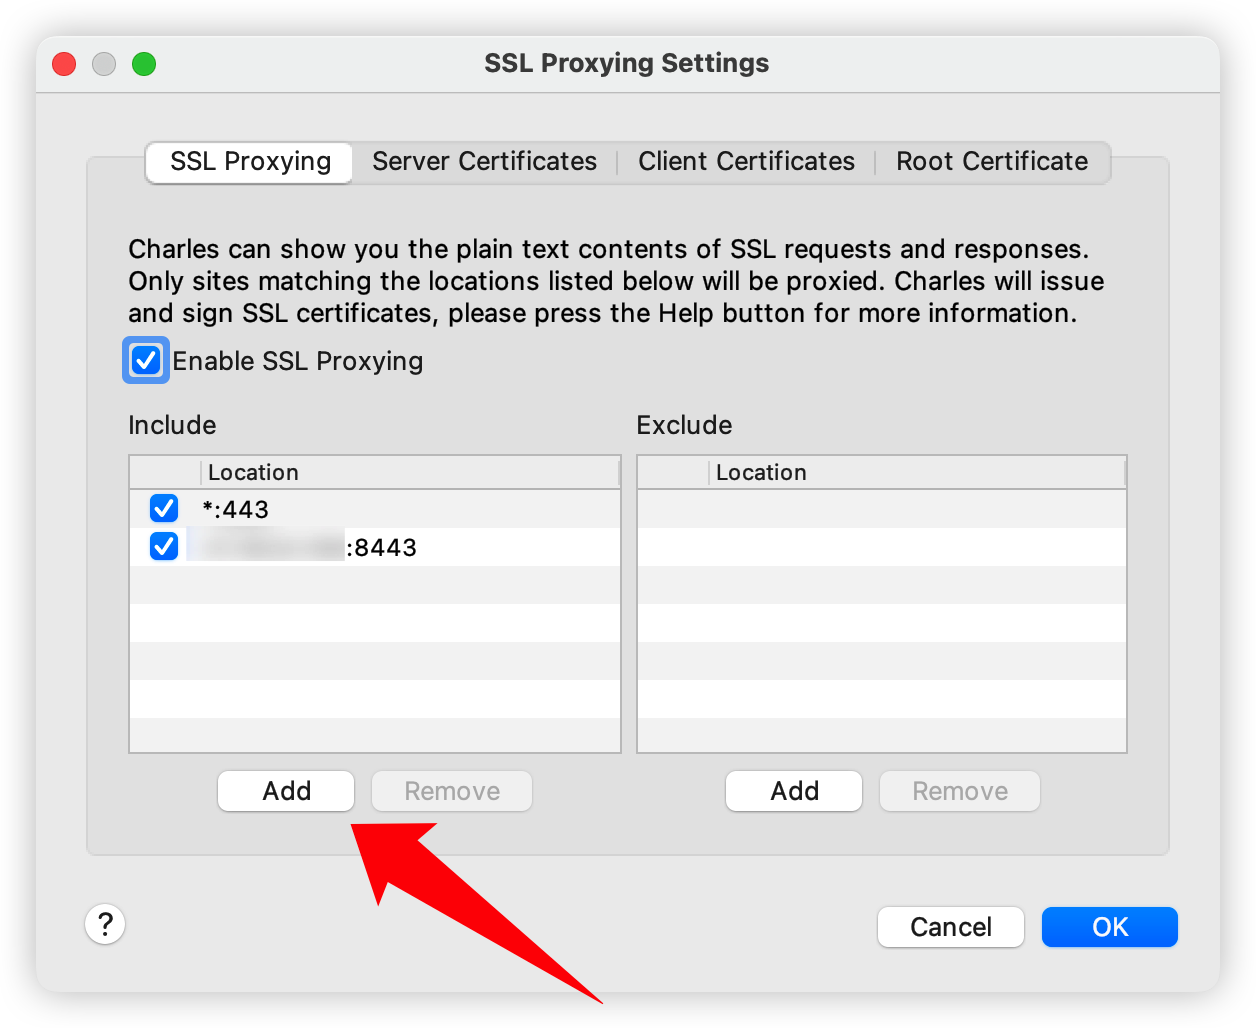 SSL Proxying Settings
SSL Proxying
Server Certificates
Client Certificates
Root Certificate
Charles can show you the plain text contents of SSL requests and responses.
Only sites matching the locations listed below will be proxied. Charles will issue
and sign SSL certificates, please press the Help button for more information.
Enable SSL Proxying
Include
Location
*:443
:8443
Add
Remove
Exclude
Location
Add
Remove
?
Cancel
OK